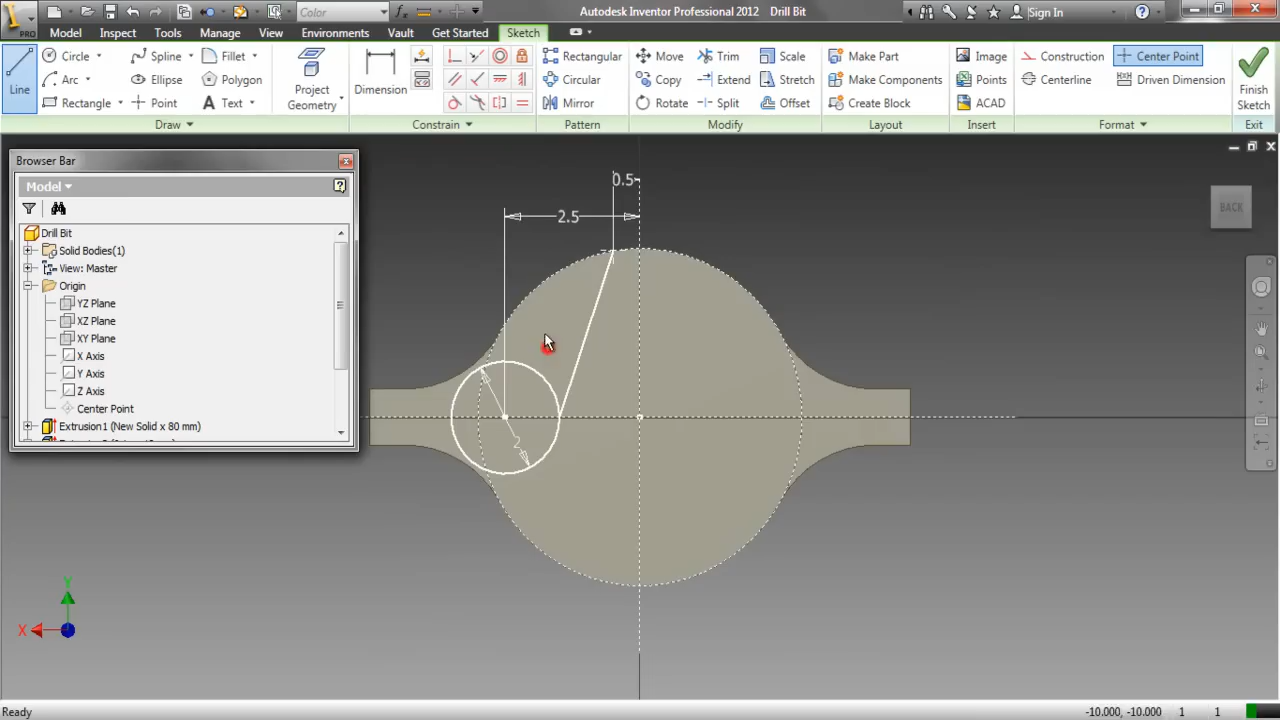 PRO
Color
Autodesk Inventor Professional 2012 Drill Bit
Sign In
Model Inspect Tools Manage View Environments Vault Get Started Sketch
Line
Circle
Arc
Rectangle
Spline
Ellipse
Point
Fillet
Polygon
Text
Draw
Project
Geometry
Dimension
Constrain
Rectangular
Circular
Mirror
Pattern
Move
Copy
Rotate
Trim
Extend
Split
Scale
Stretch
Offset
Modify
Make Part
Make Components
Create Block
Layout
Image
Points
ACAD
Insert
Construction
Centerline
Center Point
Driven Dimension
Format
Finish
Sketch
Exit
Browser Bar
Model
Drill Bit
Solid Bodies(1)
View: Master
Origin
YZ Plane
XZ Plane
XY Plane
X Axis
Y Axis
Z Axis
Center Point
Extrusion1 (New Solid x 80 mm)
0.5
2.5
2
BACK
Y
X
Ready
-10.000, -10.000 1 1